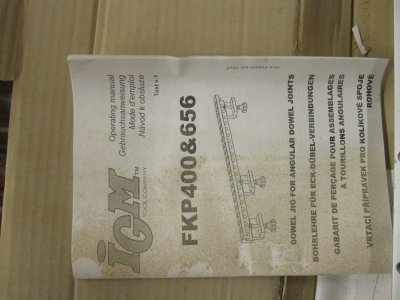 iGM™
TOOL COMPANY
Operating manual
Gebrauchsanweisung
Mode d'emploi
Návod k obsluze
Text v.1
FKP400&656
DOWEL JIG FOR ANGULAR DOWEL JOINTS
BOHRLEHRE FÜR ECK-DÜBEL-VERBINDUNGEN
GABARIT DE PERÇAGE POUR ASSEMBLAGES
A TOURILLONS ANGULAIRES
VRTACÍ PŘÍPRAVEK PRO KOLÍKOVÉ SPOJE
ROHOVÉ